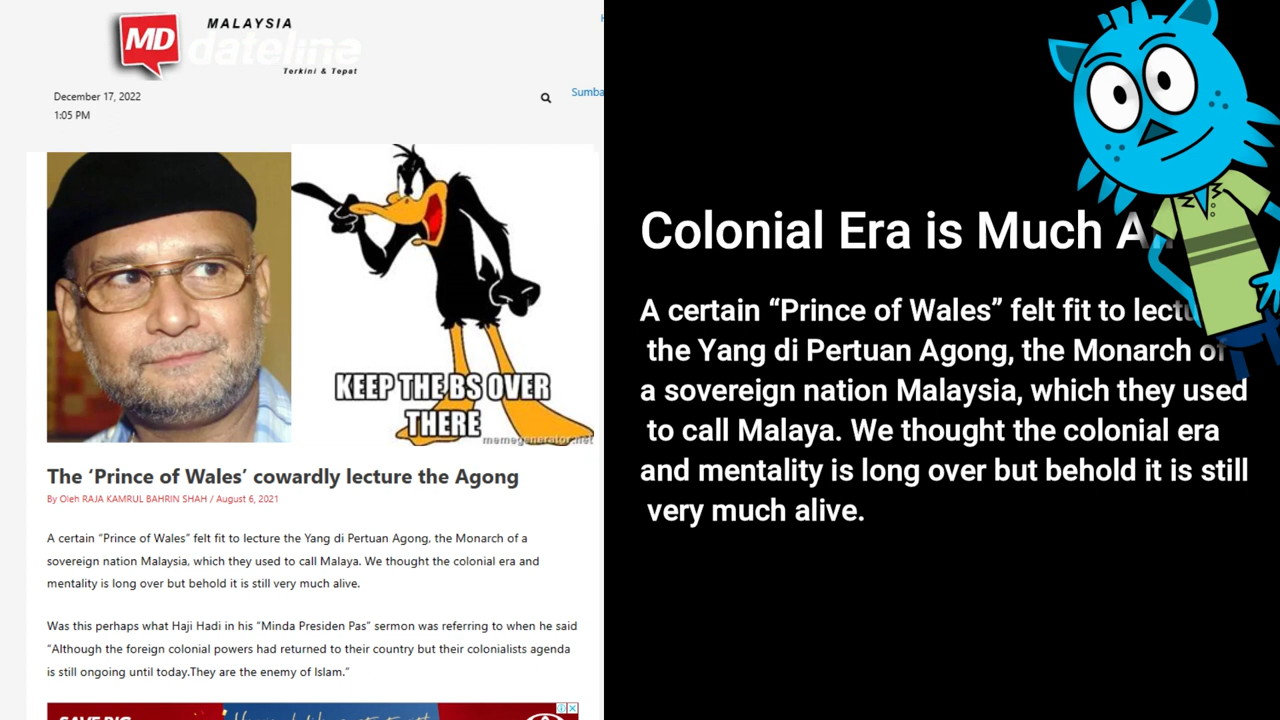 MD
MALAYSIA
dateline
Terkini & Tepat
December 17, 2022
1:05 PM
Sumba
KEEP THE BS OVER
THERE
memegenerator.net
The ‘Prince of Wales’ cowardly lecture the Agong
By Oleh RAJA KAMRUL BAHRIN SHAH / August 6, 2021
A certain “Prince of Wales” felt fit to lecture the Yang di Pertuan Agong, the Monarch of a
sovereign nation Malaysia, which they used to call Malaya. We thought the colonial era and
mentality is long over but behold it is still very much alive.
Was this perhaps what Haji Hadi in his “Minda Presiden Pas” sermon was referring to when he said
“Although the foreign colonial powers had returned to their country but their colonialists agenda
is still ongoing until today.They are the enemy of Islam.”
Colonial Era is Much
A certain “Prince of Wales” felt fit to
the Yang di Pertuan Agong, the Monarch of
a sovereign nation Malaysia, which they used
to call Malaya. We thought the colonial era
and mentality is long over but behold it is still
very much alive.